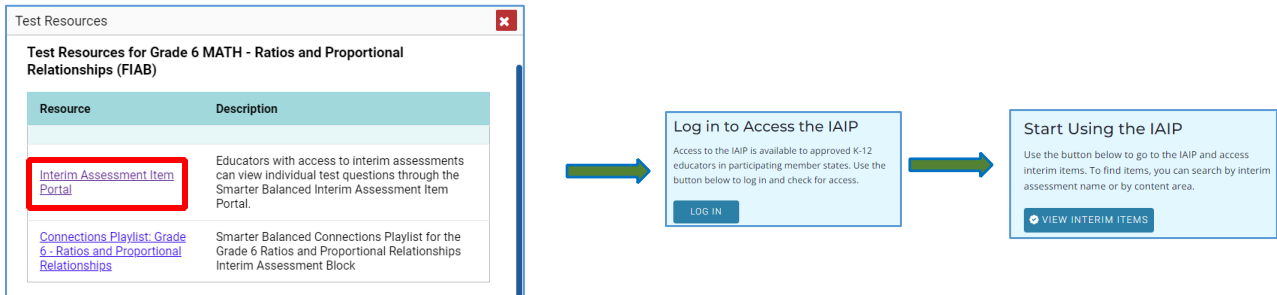 Test Resources
Test Resources for Grade 6 MATH - Ratios and Proportional
Relationships (FIAB)
Resource Description
Interim Assessment Item
Portal
Educators with access to interim assessments
can view individual test questions through the
Smarter Balanced Interim Assessment Item
Portal.
Connections Playlist: Grade
6 - Ratios and Proportional
Relationships
Smarter Balanced Connections Playlist for the
Grade 6 Ratios and Proportional Relationships
Interim Assessment Block
Log in to Access the IAIP
Access to the IAIP is available to approved K-12
educators in participating member states. Use the
button below to log in and check for access.
LOG IN
Start Using the IAIP
Use the button below to go to the IAIP and access
interim items. To find items, you can search by interim
assessment name or by content area.
VIEW INTERIM ITEMS